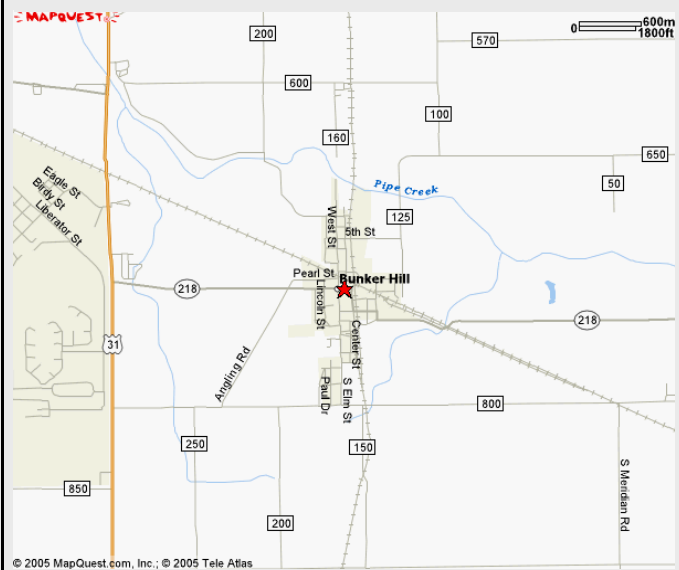 MAPQUEST
600m
0
1800ft
200
570
600
100
160
650
Eagle St
Birdy St
Liberator St
Pipe Creek
50
West St
125
5th St
Pearl St
Bunker Hill
218
Lincoln St
218
31
Center St
Angling Rd
Paul Dr
S Elm St
800
250
150
S Meridian Rd
850
200
© 2005 MapQuest.com, Inc.; © 2005 Tele Atlas